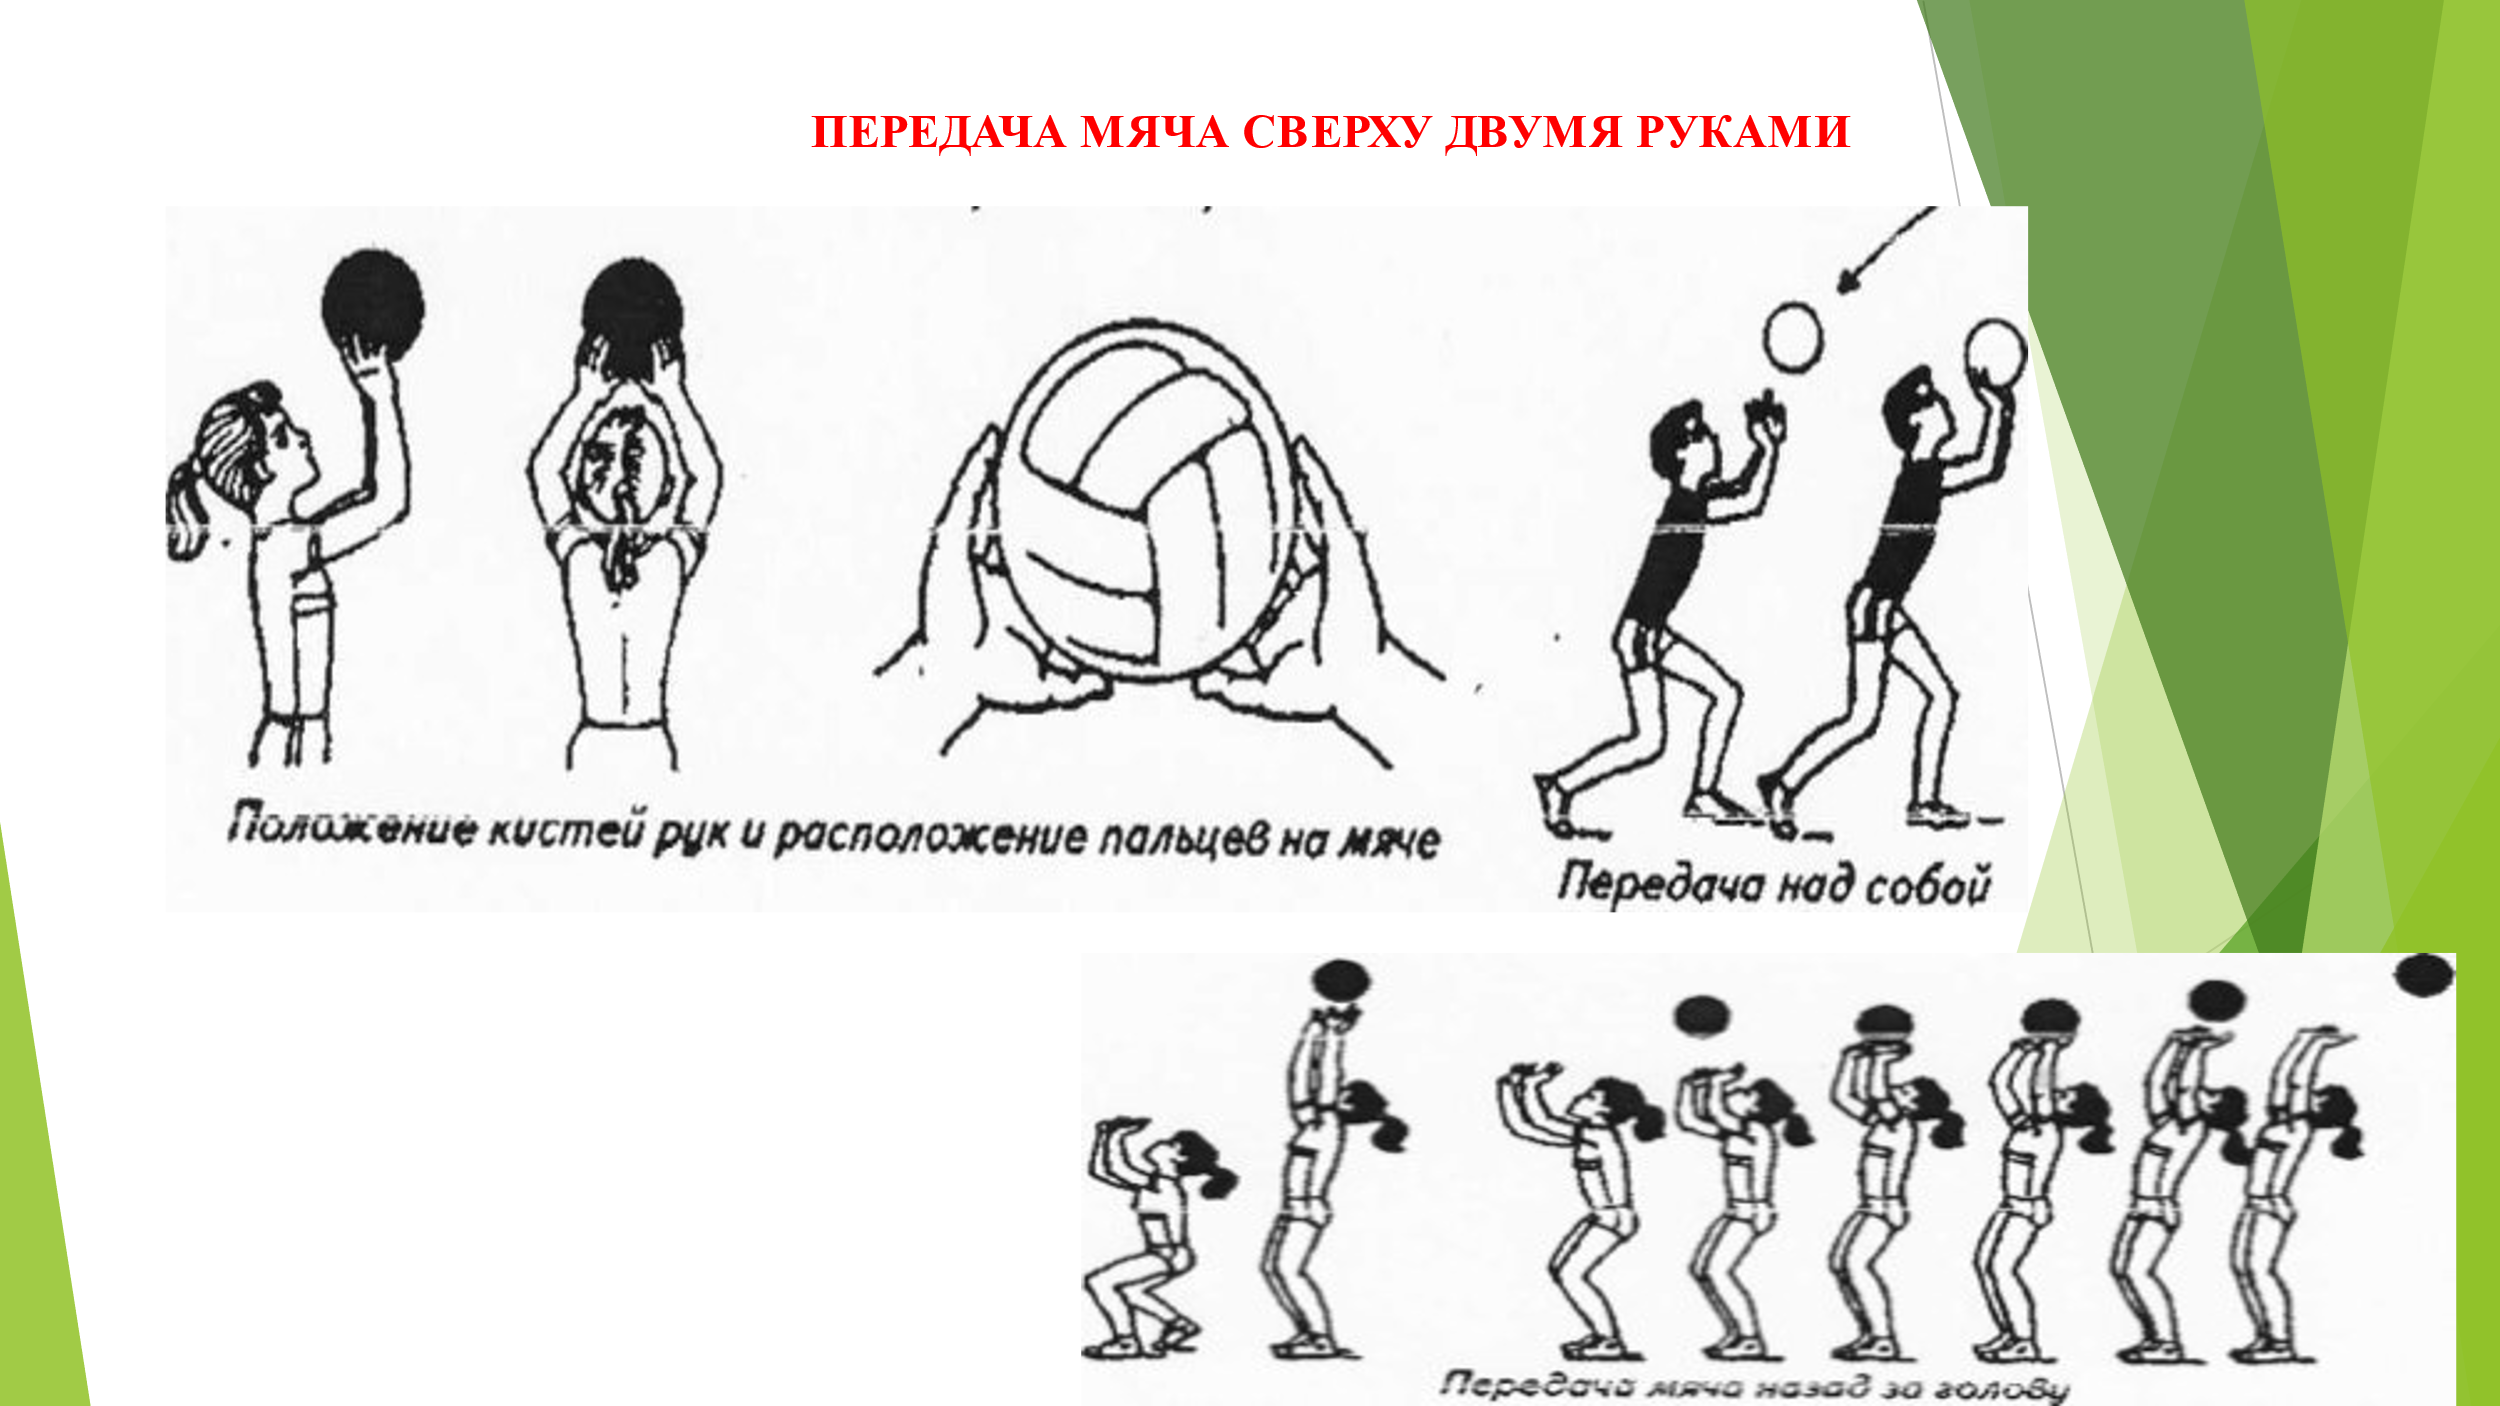 ПЕРЕДАЧА МЯЧА СВЕРХУ ДВУМЯ РУКАМИ
Положение кистей рук и расположение пальцев на мяче
Передача над собой
Передача мяча назад за голову